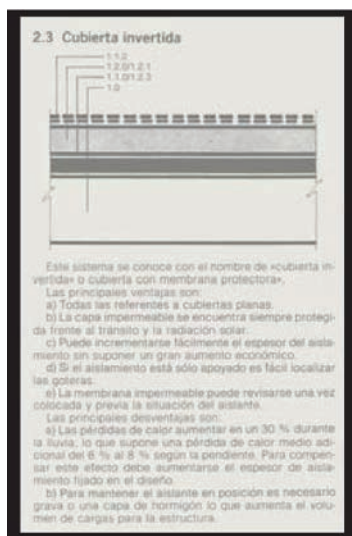 2.3 Cubierta invertida
1.1.2
1.2.0/1.2.1
1.1.0/1.2.3
1.0
Este sistema se conoce con el nombre de «cubierta in-
vertida» o cubierta con membrana protectora».
Las principales ventajas son:
a) Todas las referentes a cubiertas planas.
b) La capa impermeable se encuentra siempre protegi-
da frente al tránsito y la radiación solar.
c) Puede incrementarse fácilmente el espesor del aisla-
miento sin suponer un gran aumento económico.
d) Si el aislamiento está sólo apoyado es fácil localizar
las goteras.
e) La membrana impermeable puede revisarse una vez
colocada y previa la situación del aislante.
Las principales desventajas son:
a) Las pérdidas de calor aumentar en un 30 % durante
la lluvia, lo que supone una pérdida de calor medio adi-
cional del 6 % al 8 % según la pendiente. Para compen-
sar este efecto debe aumentarse el espesor de aisla-
miento fijado en el diseño.
b) Para mantener el aislante en posición es necesario
grava o una capa de hormigón lo que aumenta el volu-
men de cargas para la estructura.